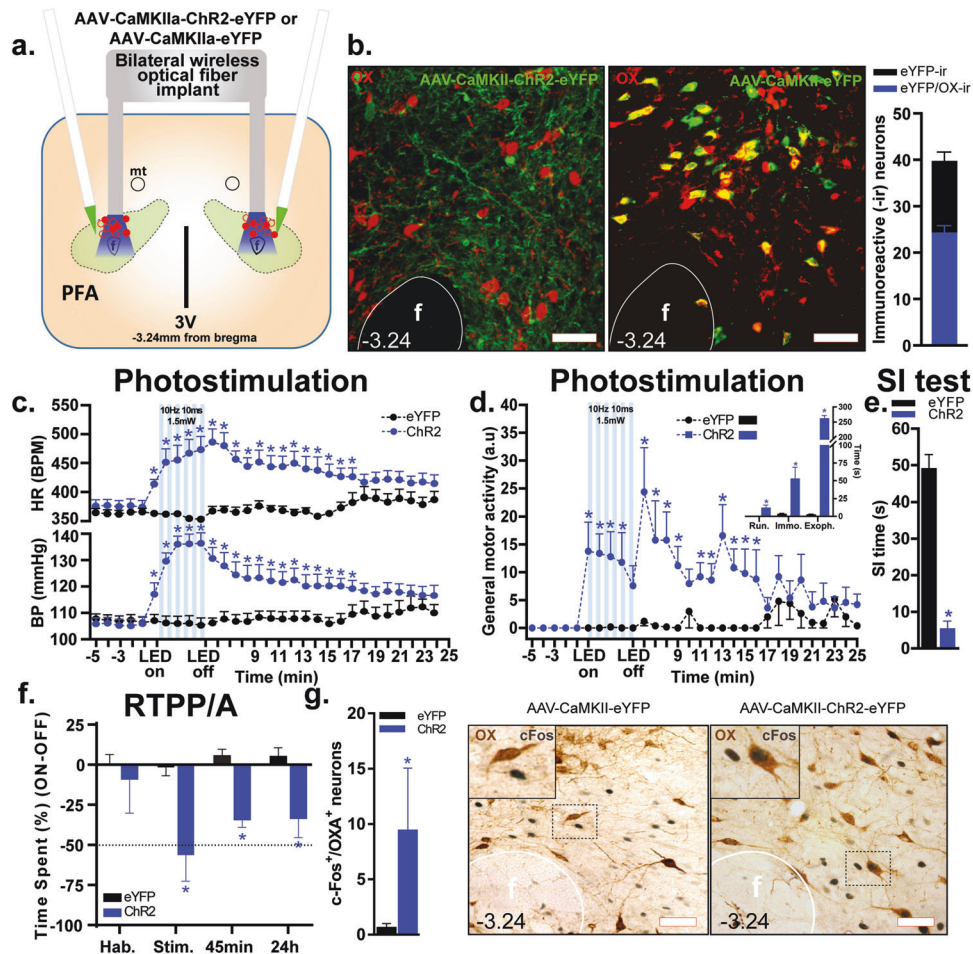 a.
AAV-CaMKIIa-ChR2-eYFP or
AAV-CaMKIIa-eYFP
Bilateral wireless
optical fiber
implant
mt
f
f
PFA
3V
-3.24mm from bregma
b.
OX
AAV-CaMKII-ChR2-eYFP
f
-3.24
OX
AAV-CaMKII-eYFP
f
-3.24
eYFP-ir
eYFP/OX-ir
Immunoreactive (-ir) neurons
50
40
30
20
10
0
Photostimulation
c.
10Hz 10ms
1.5mW
eYFP
ChR2
HR (BPM)
550
500
450
400
350
BP (mmHg)
140
130
120
110
100
-5 -3 -1 LED on LED off 9 11 13 15 17 19 21 23 25
Time (min)
Photostimulation
d.
10Hz 10ms
1.5mW
eYFP
ChR2
General motor activity (a.u)
40
35
30
25
20
15
10
5
0
-5 -3 -1 LED on LED off 9 11 13 15 17 19 21 23 25
Time (min)
Time (s)
300
250
200
100
50
0
Run. Immo. Exoph.
SI test
e.
eYFP
ChR2
SI time (s)
60
50
40
30
20
10
0
f.
RTPP/A
Time Spent (%) (ON-OFF)
25
0
-25
-50
-75
-100
eYFP
ChR2
Hab. Stim. 45min 24h
g.
eYFP
ChR2
c-Fos+/OXA+ neurons
20
15
10
5
0
AAV-CaMKII-eYFP
OX cFos
f
-3.24
AAV-CaMKII-ChR2-eYFP
OX cFos
f
-3.24